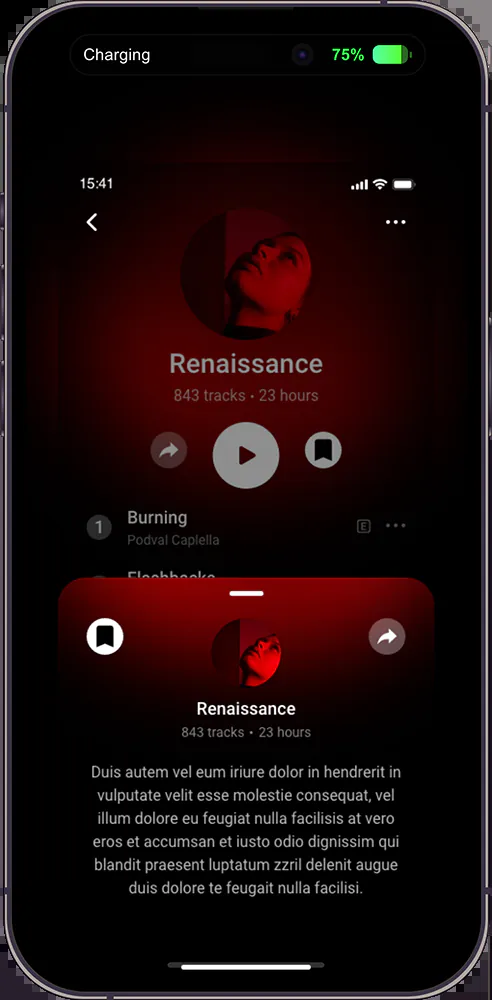 Charging 75%
15:41
Renaissance
843 tracks • 23 hours
1 Burning E
Podval Caplella
Flashbacks
Renaissance
843 tracks • 23 hours
Duis autem vel eum iriure dolor in hendrerit in
vulputate velit esse molestie consequat, vel
illum dolore eu feugiat nulla facilisis at vero
eros et accumsan et iusto odio dignissim qui
blandit praesent luptatum zzril delenit augue
duis dolore te feugait nulla facilisi.